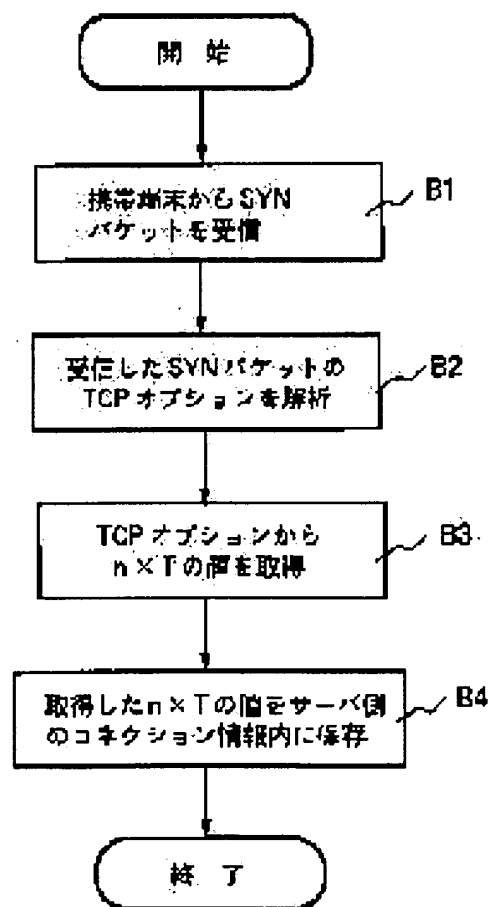 開 始
携帯端末からSYN
パケットを受信
B1
受信したSYNパケットの
TCPオプションを解析
B2
TCPオプションから
n×Tの値を取得
B3
取得したn×Tの値をサーバ側
のコネクション情報内に保存
B4
終 了